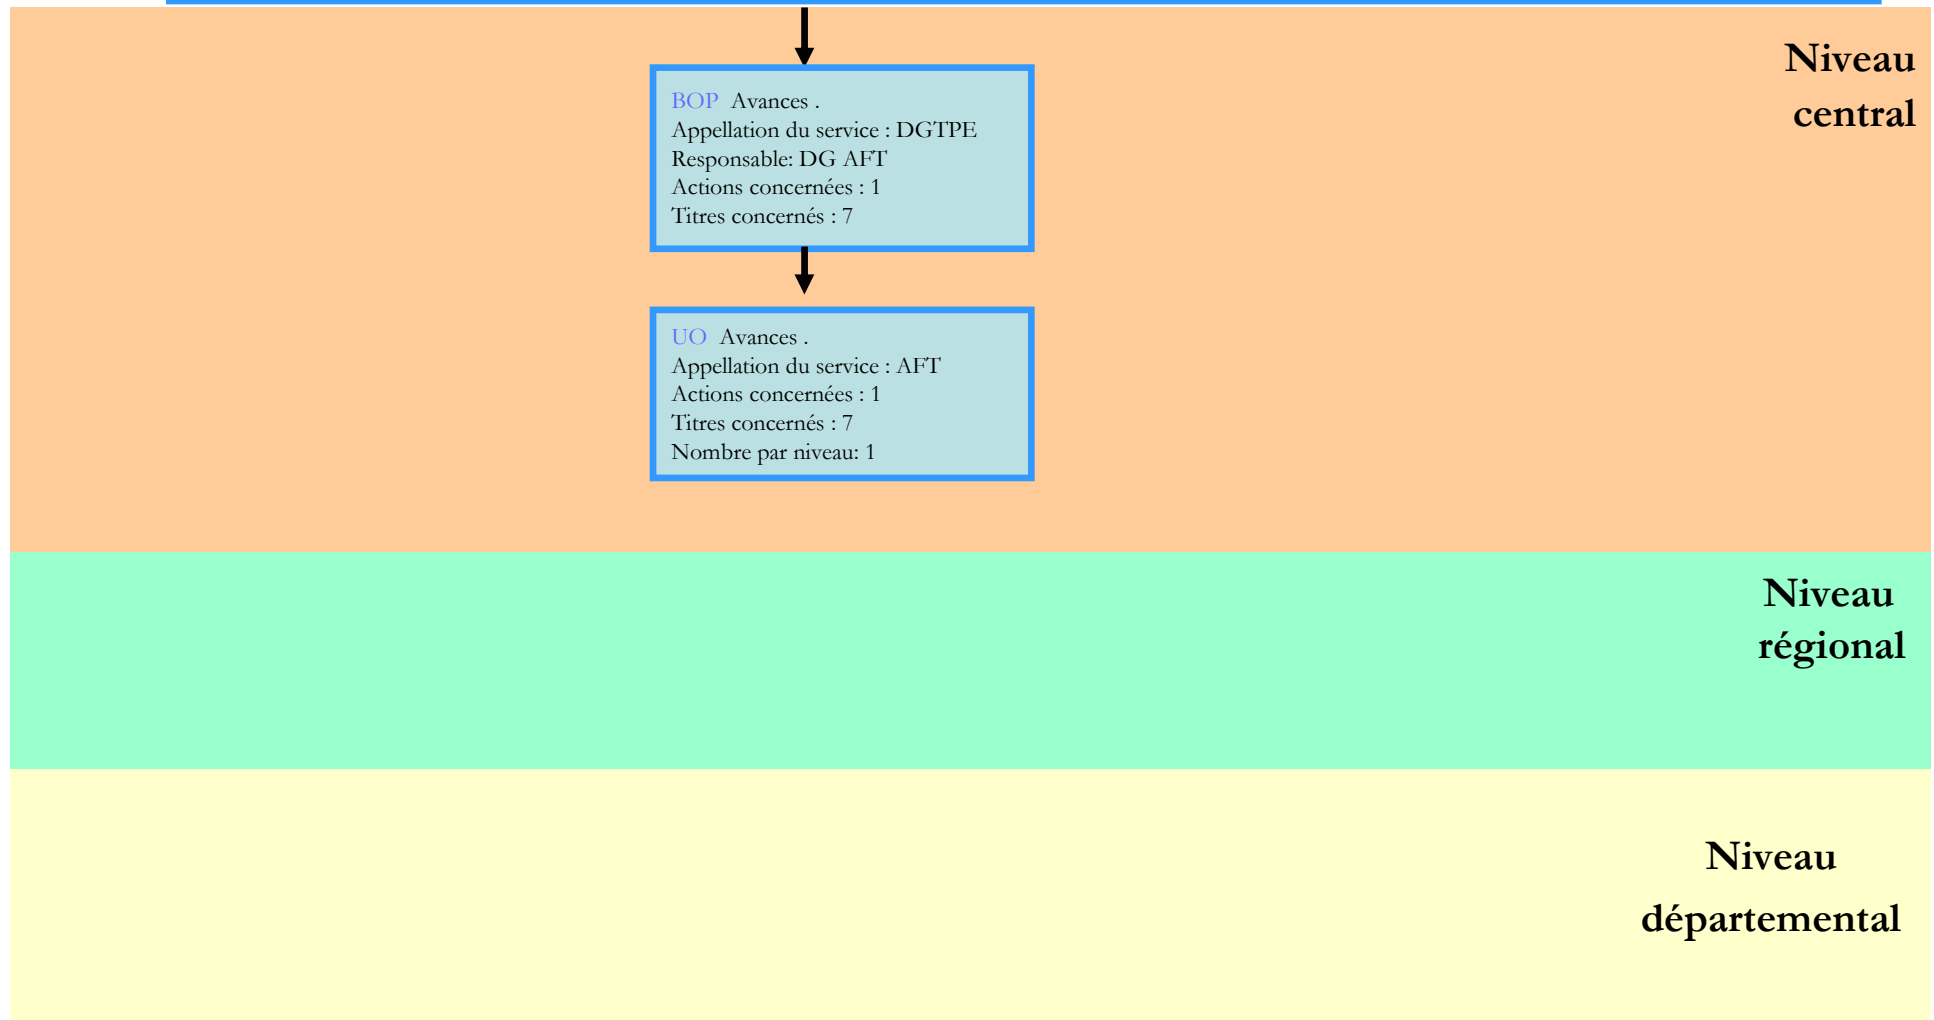 Niveau
central
BOP Avances .
Appellation du service : DGTPE
Responsable: DG AFT
Actions concernées : 1
Titres concernés : 7
UO Avances .
Appellation du service : AFT
Actions concernées : 1
Titres concernés : 7
Nombre par niveau: 1
Niveau
régional
Niveau
départemental